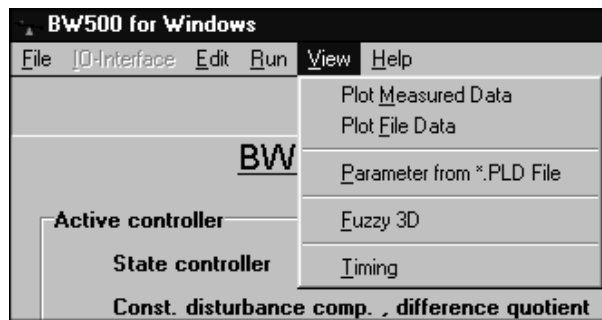 BW500 for Windows
File IO-Interface Edit Run View Help
Plot Measured Data
Plot File Data
BW
Parameter from *.PLD File
Active controller
Fuzzy 3D
State controller
Timing
Const. disturbance comp. , difference quotient